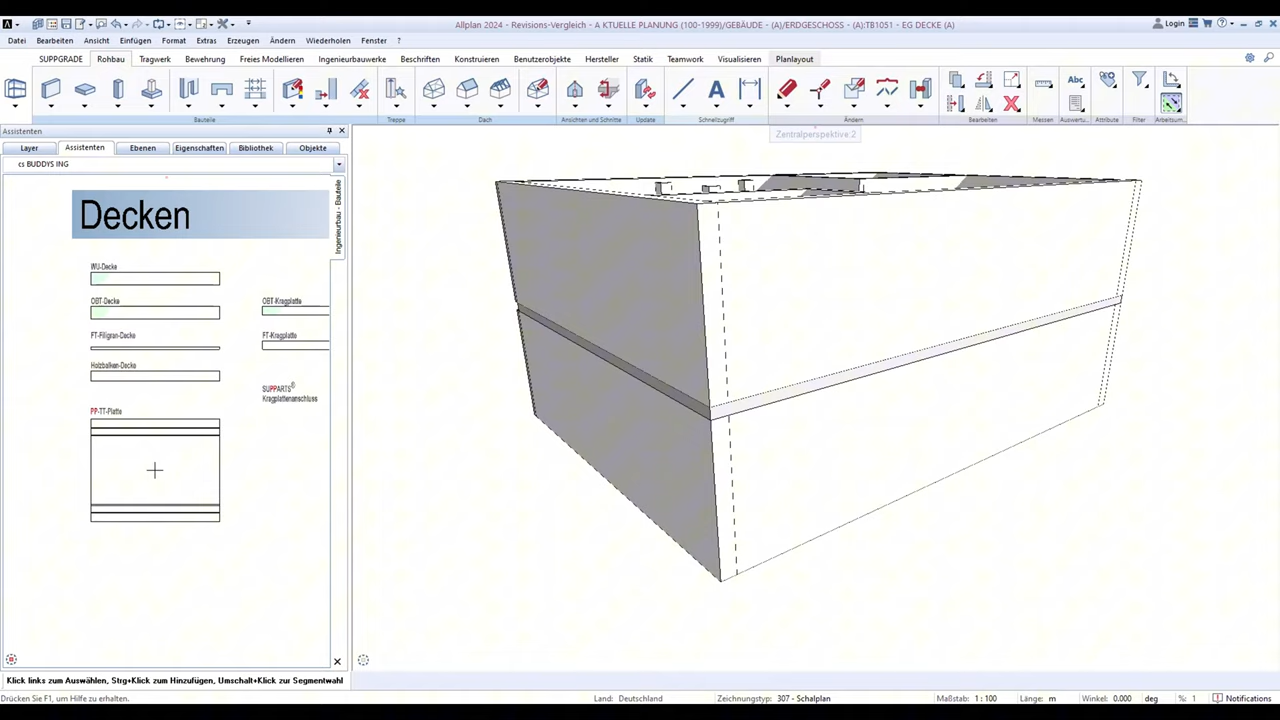 Allplan 2024 - Revisions-Vergleich - A KTUELLE PLANUNG (100-1999)/GEBÄUDE - (A)/ERDGESCHOSS - (A):TB1051 - EG DECKE (A)
Login
Datei Bearbeiten Ansicht Einfügen Format Extras Erzeugen Ändern Wiederholen Fenster ?
SUPPGRADE Rohbau Tragwerk Bewehrung Freies Modellieren Ingenieurbauwerke Beschriften Konstruieren Benutzerobjekte Hersteller Statik Teamwork Visualisieren Planlayout
Bauteile Treppe Dach Ansichten und Schnitte Update Schnellzugriff Ändern Bearbeiten Messen Auswertu.. Attribute Filter Arbeitsum..
Abc
Assistenten
Zentralperspektive:2
Layer Assistenten Ebenen Eigenschaften Bibliothek Objekte
cs BUDDYS ING
Ingenieurbau - Bauteile
Decken
WU-Decke
OBT-Decke OBT-Kragplatte
FT-Filigran-Decke FT-Kragplatte
Holzbalken-Decke
SUPPARTS®
Kragplattenanschluss
PP-TT-Platte
Klick links zum Auswählen, Strg+Klick zum Hinzufügen, Umschalt+Klick zur Segmentwahl
Drücken Sie F1, um Hilfe zu erhalten. Land: Deutschland Zeichnungstyp: 307 - Schalplan Maßstab: 1 : 100 Länge: m Winkel: 0.000 deg %: 1 Notifications